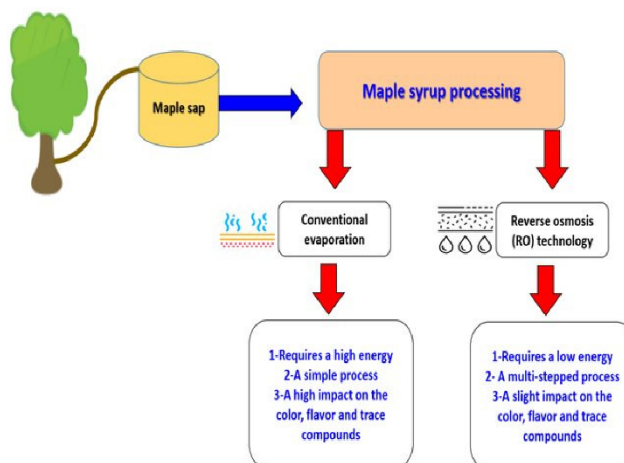 Maple sap
Maple syrup processing
Conventional
evaporation
Reverse osmosis
(RO) technology
1-Requires a high energy
2-A simple process
3-A high impact on the
color, flavor and trace
compounds
1-Requires a low energy
2- A multi-stepped process
3-A slight impact on the
color, flavor and trace
compounds